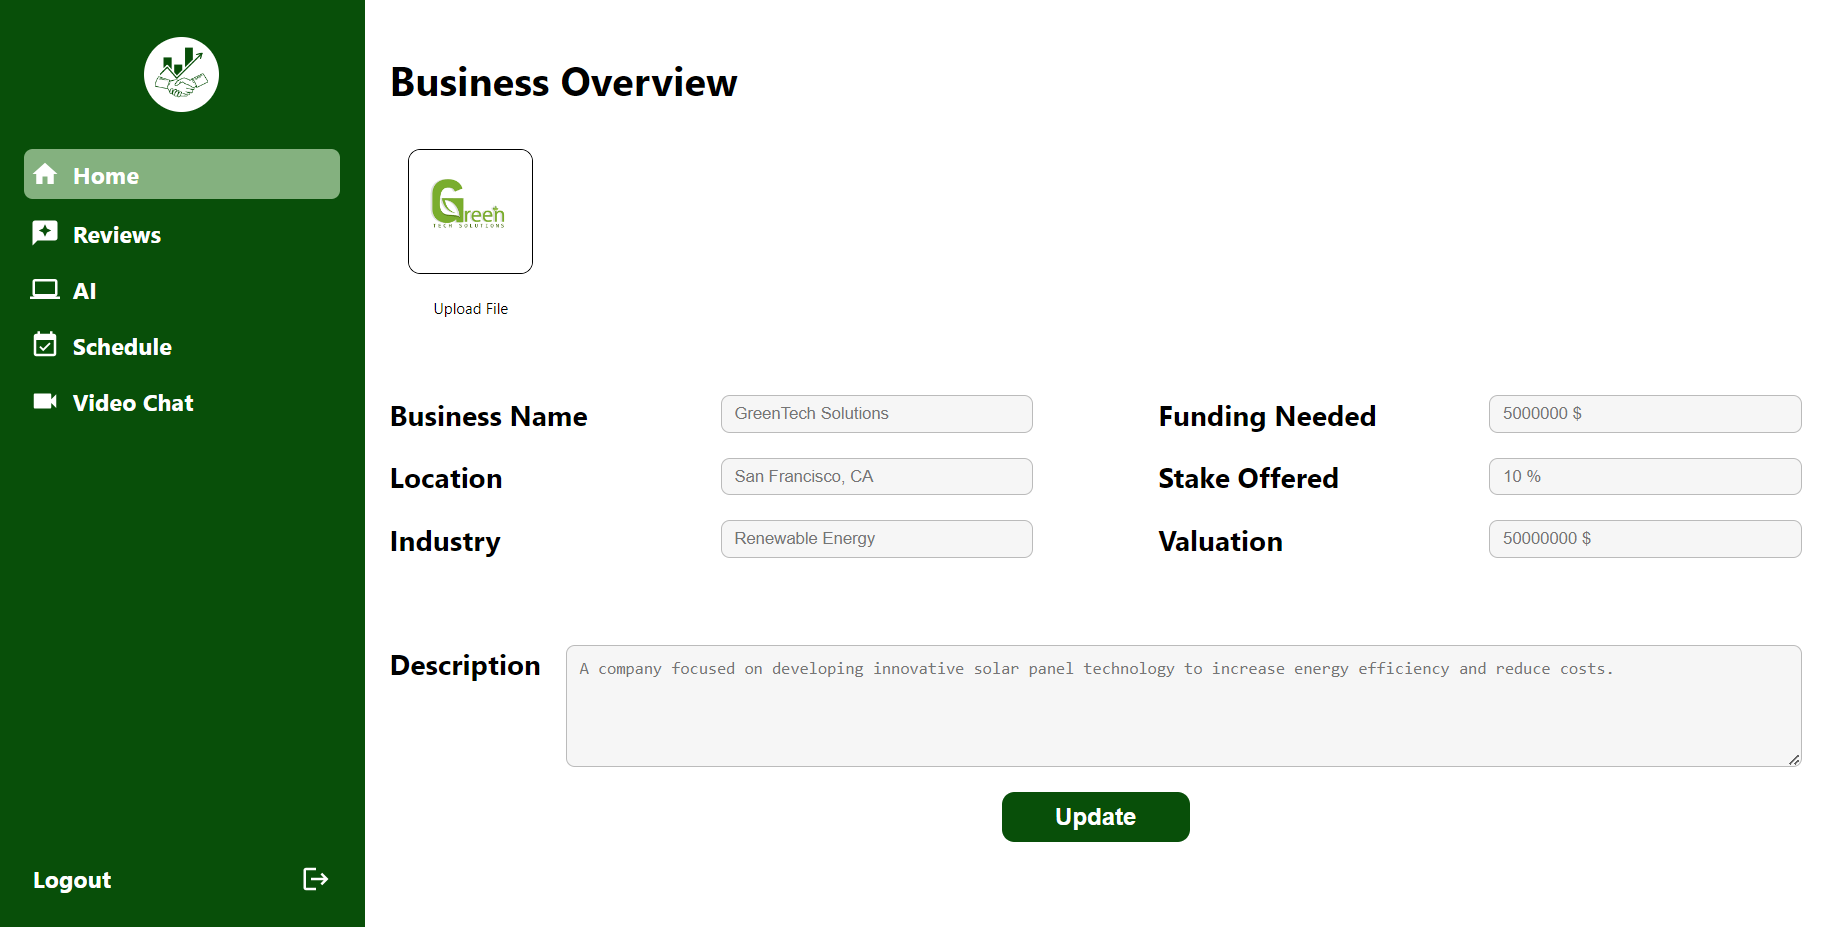 Home
Reviews
AI
Schedule
Video Chat
Logout
Business Overview
Green
TECH SOLUTIONS
Upload File
Business Name GreenTech Solutions Funding Needed 5000000 $
Location San Francisco, CA Stake Offered 10 %
Industry Renewable Energy Valuation 50000000 $
Description A company focused on developing innovative solar panel technology to increase energy efficiency and reduce costs.
Update